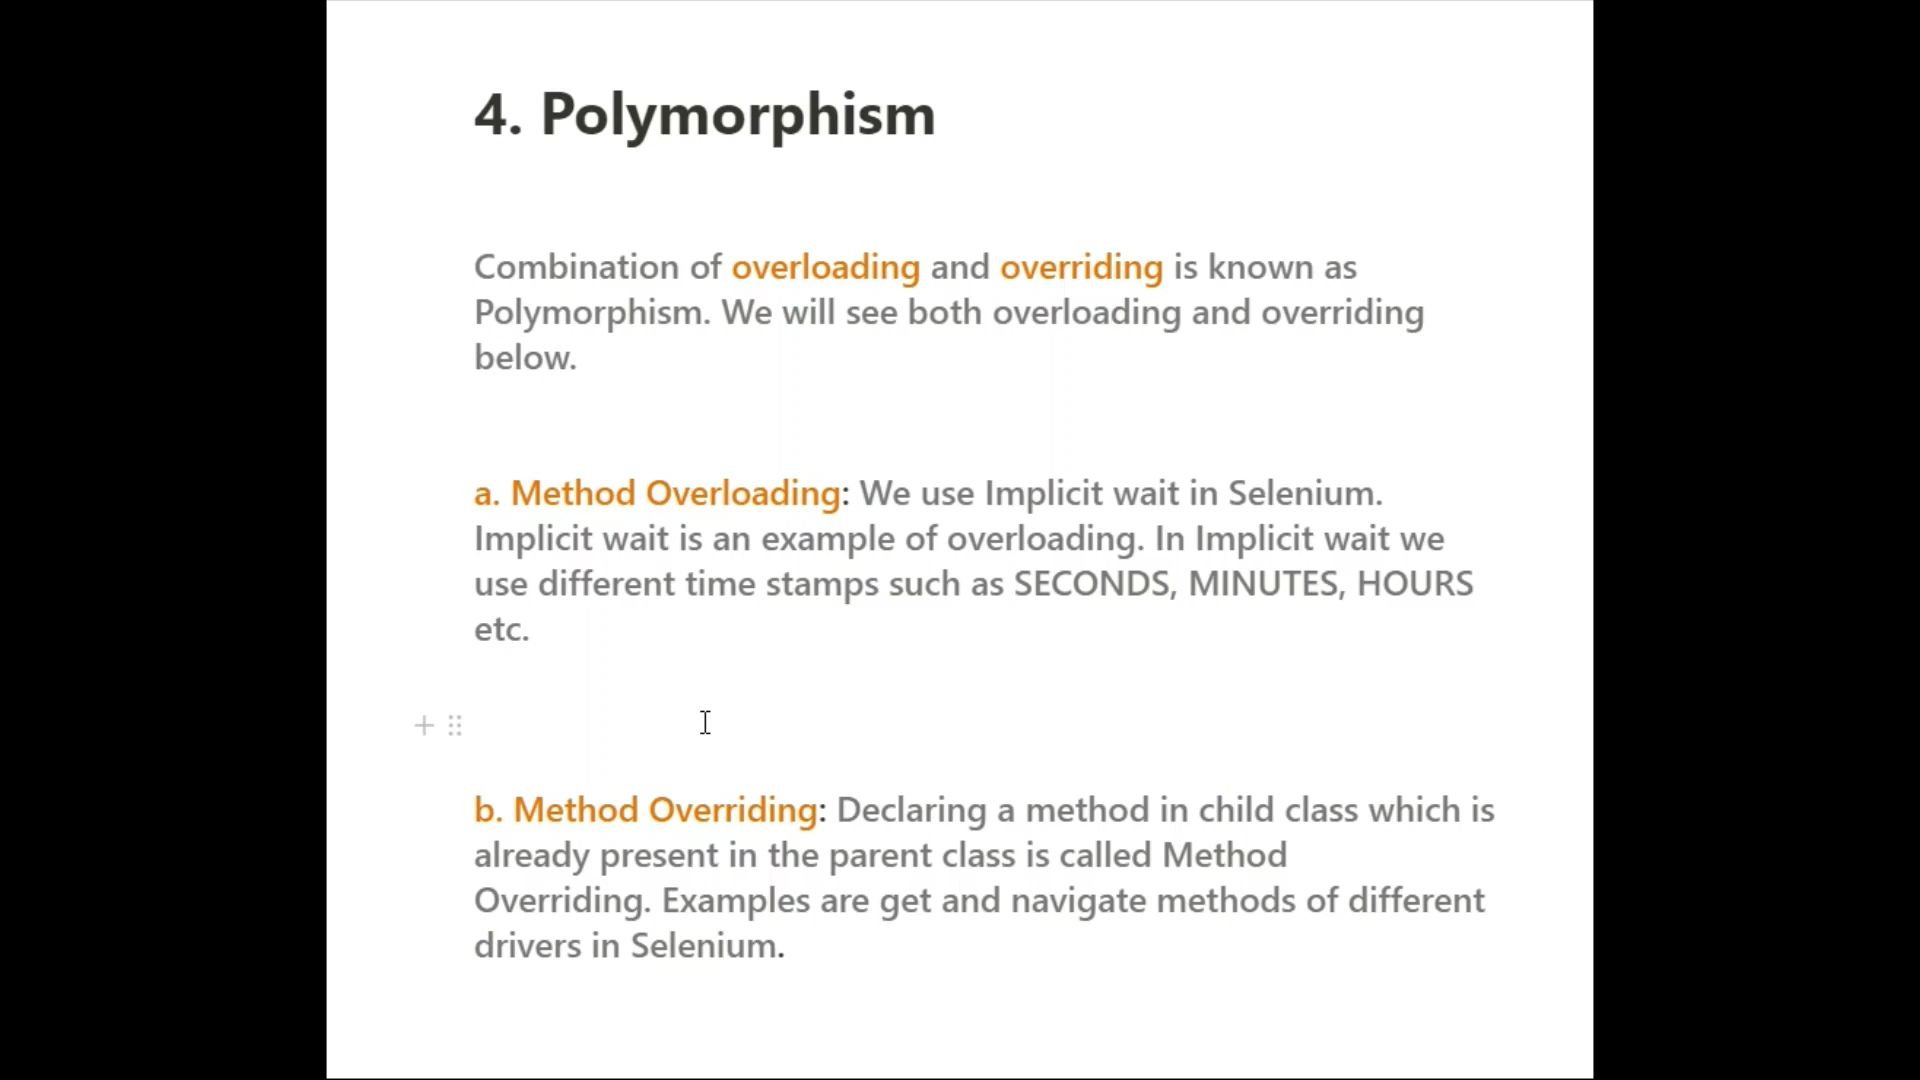 4. Polymorphism
Combination of overloading and overriding is known as
Polymorphism. We will see both overloading and overriding
below.
a. Method Overloading: We use Implicit wait in Selenium.
Implicit wait is an example of overloading. In Implicit wait we
use different time stamps such as SECONDS, MINUTES, HOURS
etc.
b. Method Overriding: Declaring a method in child class which is
already present in the parent class is called Method
Overriding. Examples are get and navigate methods of different
drivers in Selenium.